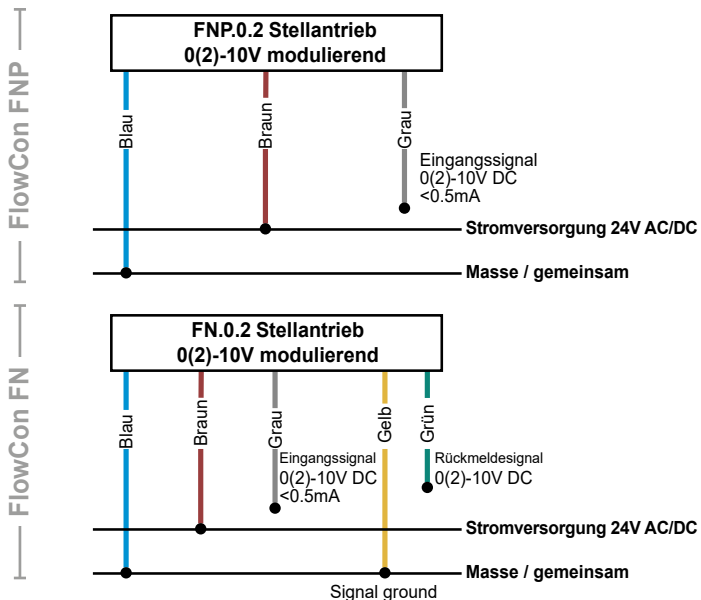 FlowCon FNP
FNP.0.2 Stellantrieb
0(2)-10V modulierend
Blau
Braun
Grau
Eingangssignal
0(2)-10V DC
<0.5mA
Stromversorgung 24V AC/DC
Masse / gemeinsam
FlowCon FN
FN.0.2 Stellantrieb
0(2)-10V modulierend
Blau
Braun
Grau
Gelb
Grün
Eingangssignal
0(2)-10V DC
<0.5mA
Rückmeldesignal
0(2)-10V DC
Stromversorgung 24V AC/DC
Masse / gemeinsam
Signal ground